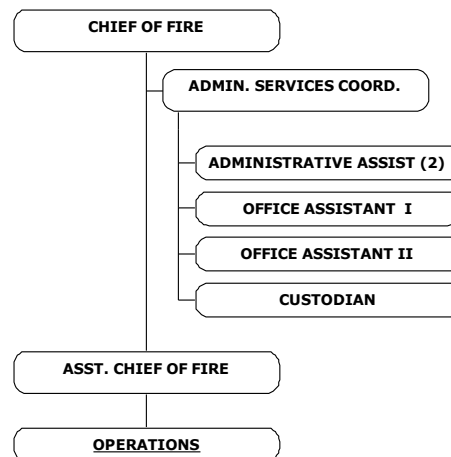 CHIEF OF FIRE
ADMIN. SERVICES COORD.
ADMINISTRATIVE ASSIST (2)
OFFICE ASSISTANT I
OFFICE ASSISTANT II
CUSTODIAN
ASST. CHIEF OF FIRE
OPERATIONS